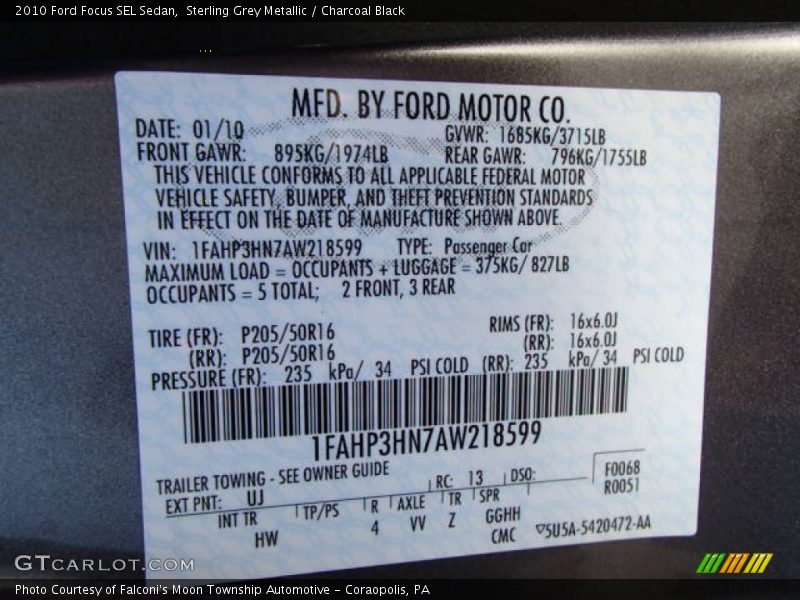 2010 Ford Focus SEL Sedan,  Sterling Grey Metallic / Charcoal Black
MFD. BY FORD MOTOR CO.
DATE: 01/10 GVWR: 1685KG/3715LB
FRONT GAWR: 895KG/1974LB REAR GAWR: 796KG/1755LB
THIS VEHICLE CONFORMS TO ALL APPLICABLE FEDERAL MOTOR
VEHICLE SAFETY, BUMPER, AND THEFT PREVENTION STANDARDS
IN EFFECT ON THE DATE OF MANUFACTURE SHOWN ABOVE.
VIN: 1FAHP3HN7AW218599 TYPE: Passenger Car
MAXIMUM LOAD = OCCUPANTS + LUGGAGE = 375KG/ 827LB
OCCUPANTS = 5 TOTAL; 2 FRONT, 3 REAR
TIRE (FR): P205/50R16 RIMS (FR): 16x6.0J
(RR): P205/50R16 (RR): 16x6.0J
PRESSURE (FR): 235 kPa/ 34 PSI COLD (RR): 235 kPa/ 34 PSI COLD
1FAHP3HN7AW218599
TRAILER TOWING - SEE OWNER GUIDE
EXT PNT: UJ RC: 13 DSO: F0068
R0051
INT TR TP/PS R AXLE TR SPR
HW 4 VV Z GGHH
CMC ▽5U5A-5420472-AA
GTCARLOT.COM
Photo Courtesy of Falconi's Moon Township Automotive - Coraopolis, PA